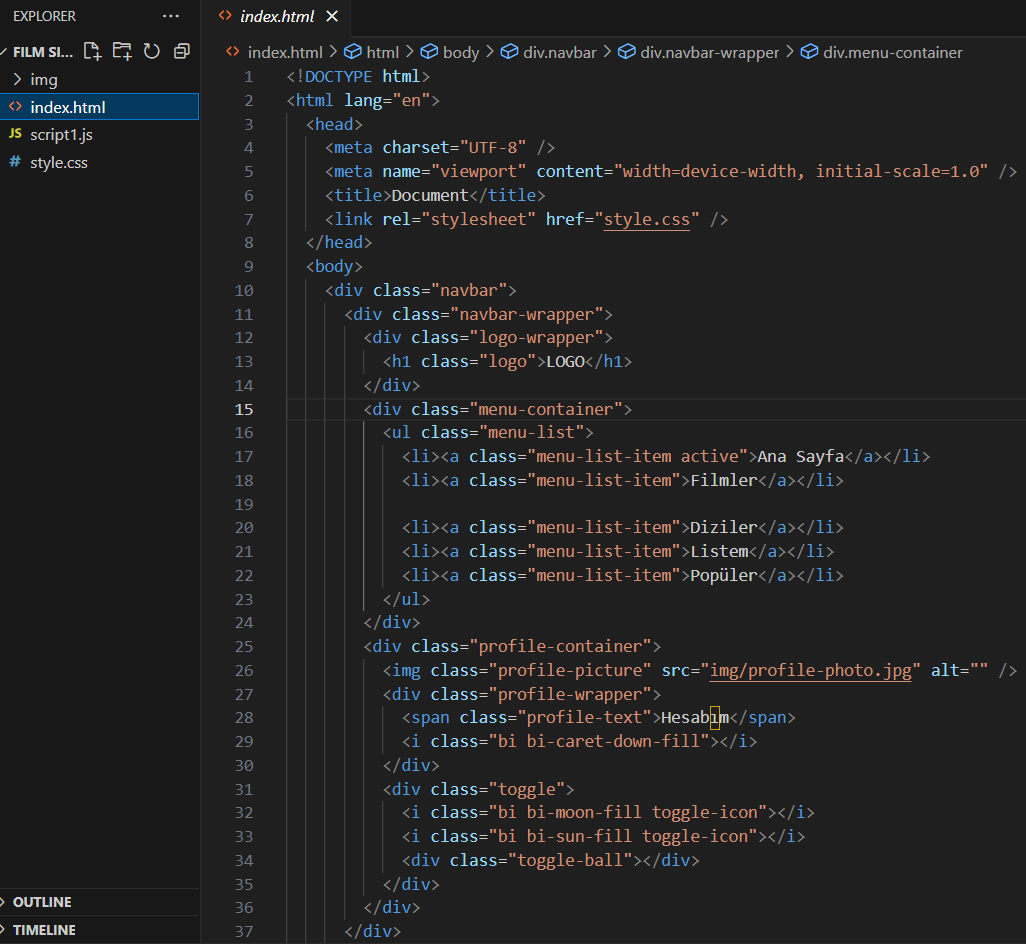 EXPLORER ···
FILM Sİ...
img
index.html
JS script1.js
# style.css
OUTLINE
TIMELINE
<> index.html ×
<> index.html > html > body > div.navbar > div.navbar-wrapper > div.menu-container
1 <!DOCTYPE html>
2 <html lang="en">
3 <head>
4 <meta charset="UTF-8" />
5 <meta name="viewport" content="width=device-width, initial-scale=1.0" />
6 <title>Document</title>
7 <link rel="stylesheet" href="style.css" />
8 </head>
9 <body>
10 <div class="navbar">
11 <div class="navbar-wrapper">
12 <div class="logo-wrapper">
13 <h1 class="logo">LOGO</h1>
14 </div>
15 <div class="menu-container">
16 <ul class="menu-list">
17 <li><a class="menu-list-item active">Ana Sayfa</a></li>
18 <li><a class="menu-list-item">Filmler</a></li>
19
20 <li><a class="menu-list-item">Diziler</a></li>
21 <li><a class="menu-list-item">Listem</a></li>
22 <li><a class="menu-list-item">Popüler</a></li>
23 </ul>
24 </div>
25 <div class="profile-container">
26 <img class="profile-picture" src="img/profile-photo.jpg" alt="" />
27 <div class="profile-wrapper">
28 <span class="profile-text">Hesabım</span>
29 <i class="bi bi-caret-down-fill"></i>
30 </div>
31 <div class="toggle">
32 <i class="bi bi-moon-fill toggle-icon"></i>
33 <i class="bi bi-sun-fill toggle-icon"></i>
34 <div class="toggle-ball"></div>
35 </div>
36 </div>
37 </div>